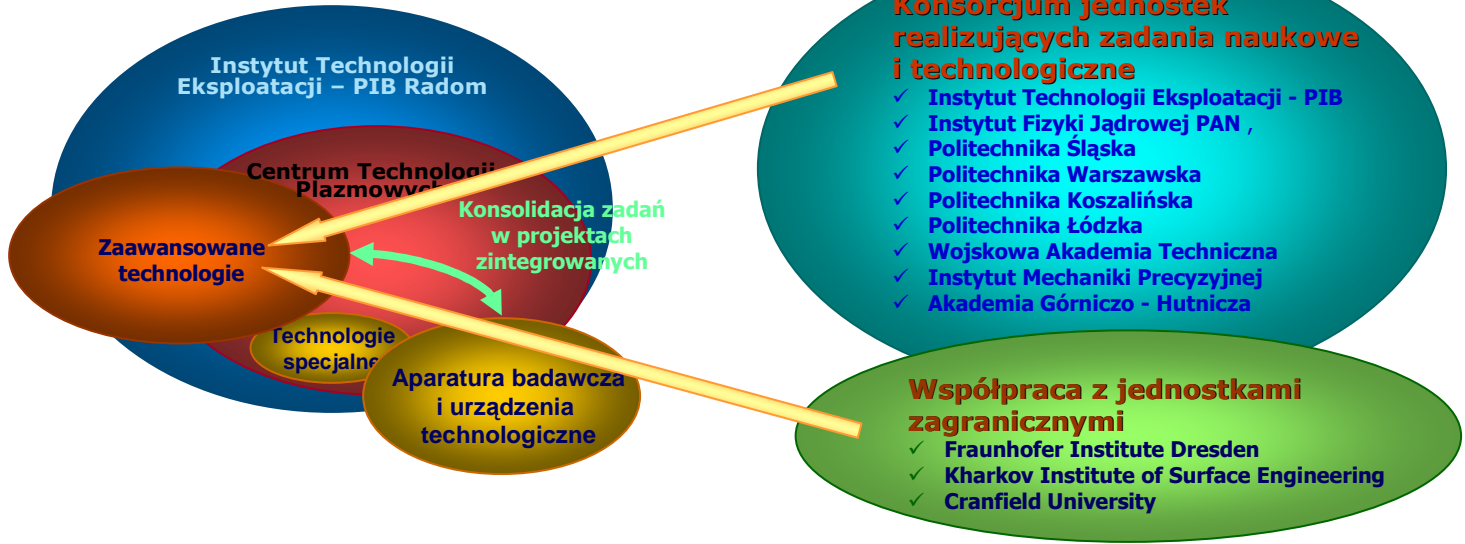 Instytut Technologii
Eksploatacji – PIB Radom
Centrum Technologii
Plazmowych
Konsolidacja zadań
w projektach
zintegrowanych
Zaawansowane
technologie
Technologie
specjalne
Aparatura badawcza
i urządzenia
technologiczne
Konsorcjum jednostek
realizujących zadania naukowe
i technologiczne
✓ Instytut Technologii Eksploatacji - PIB
✓ Instytut Fizyki Jądrowej PAN ,
✓ Politechnika Śląska
✓ Politechnika Warszawska
✓ Politechnika Koszalińska
✓ Politechnika Łódzka
✓ Wojskowa Akademia Techniczna
✓ Instytut Mechaniki Precyzyjnej
✓ Akademia Górniczo - Hutnicza
Współpraca z jednostkami
zagranicznymi
✓ Fraunhofer Institute Dresden
✓ Kharkov Institute of Surface Engineering
✓ Cranfield University